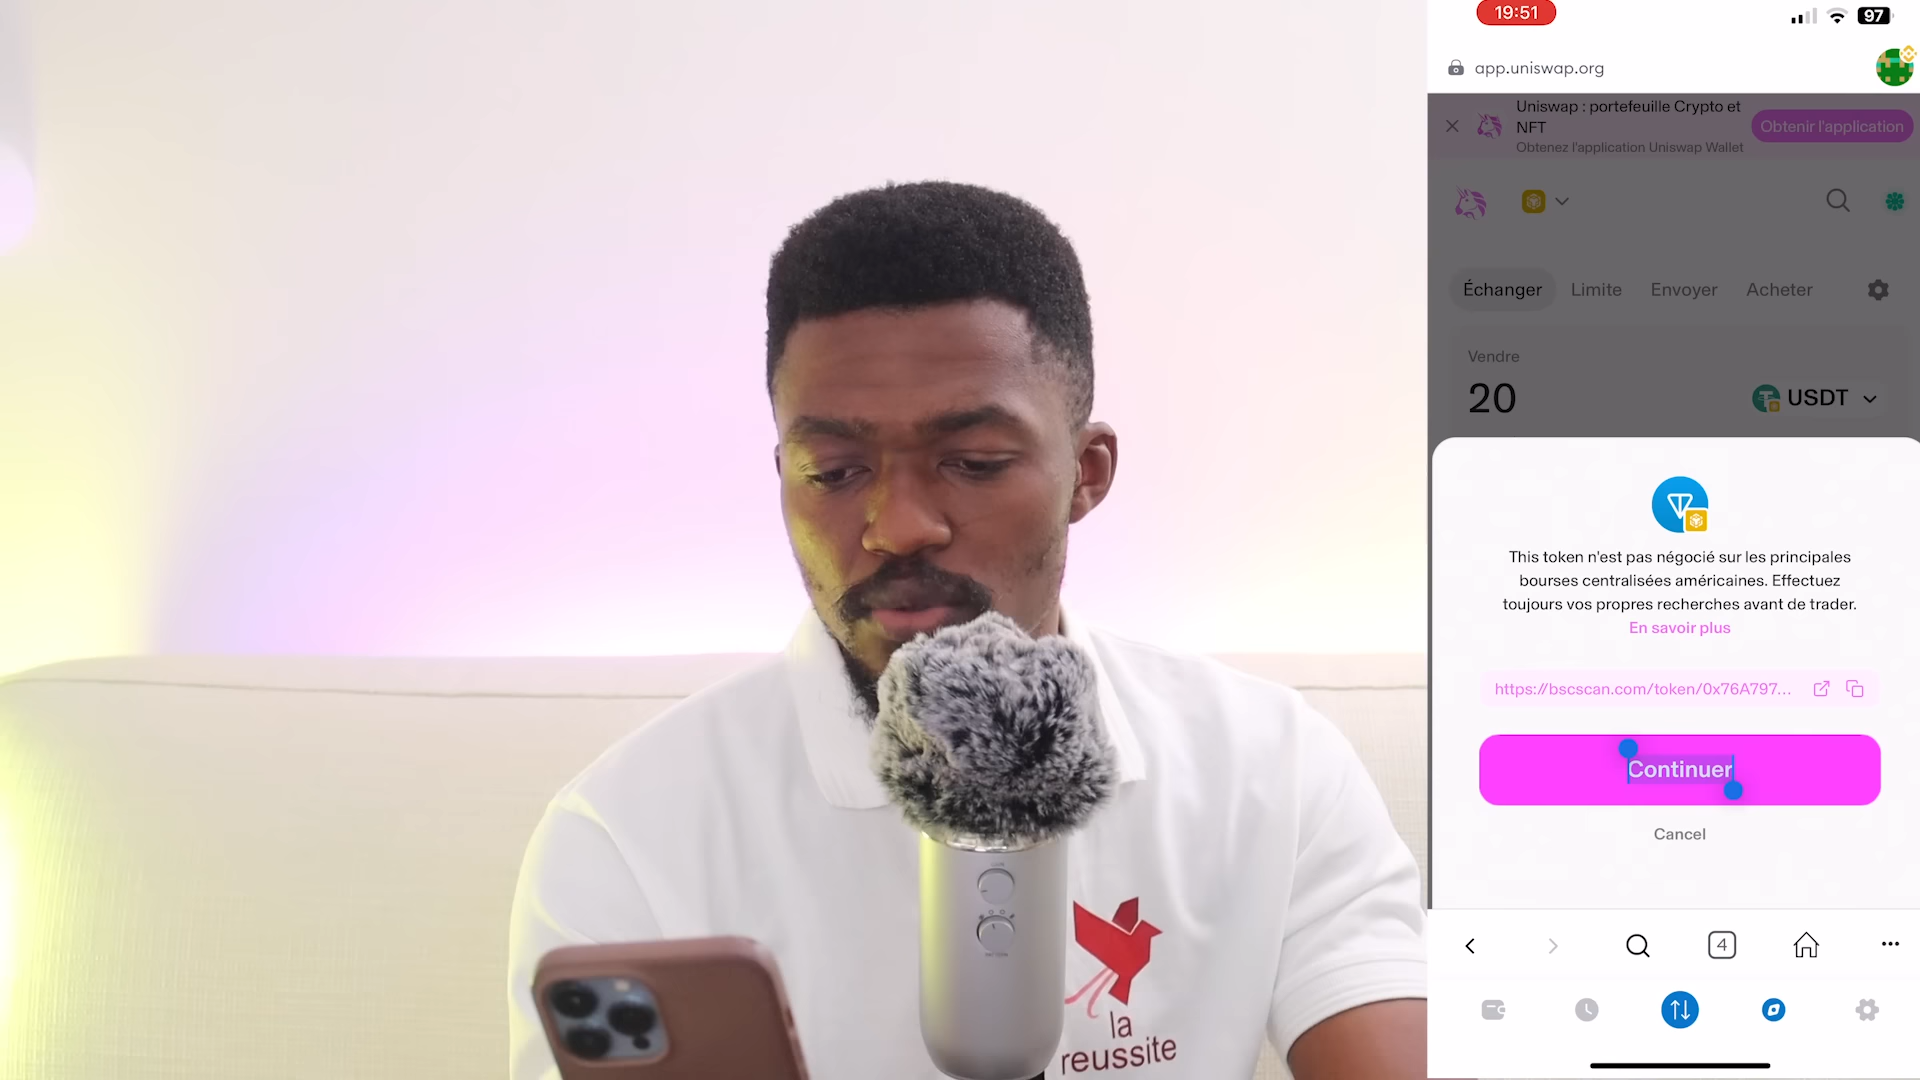 19:51
97
app.uniswap.org
Uniswap : portefeuille Crypto et
NFT
Obtenez l'application Uniswap Wallet
Obtenir l'application
Échanger
Limite
Envoyer
Acheter
Vendre
20
USDT
This token n'est pas négocié sur les principales
bourses centralisées américaines. Effectuez
toujours vos propres recherches avant de trader.
En savoir plus
https://bscscan.com/token/0x76A797...
Continuer
Cancel
4
la
reussite